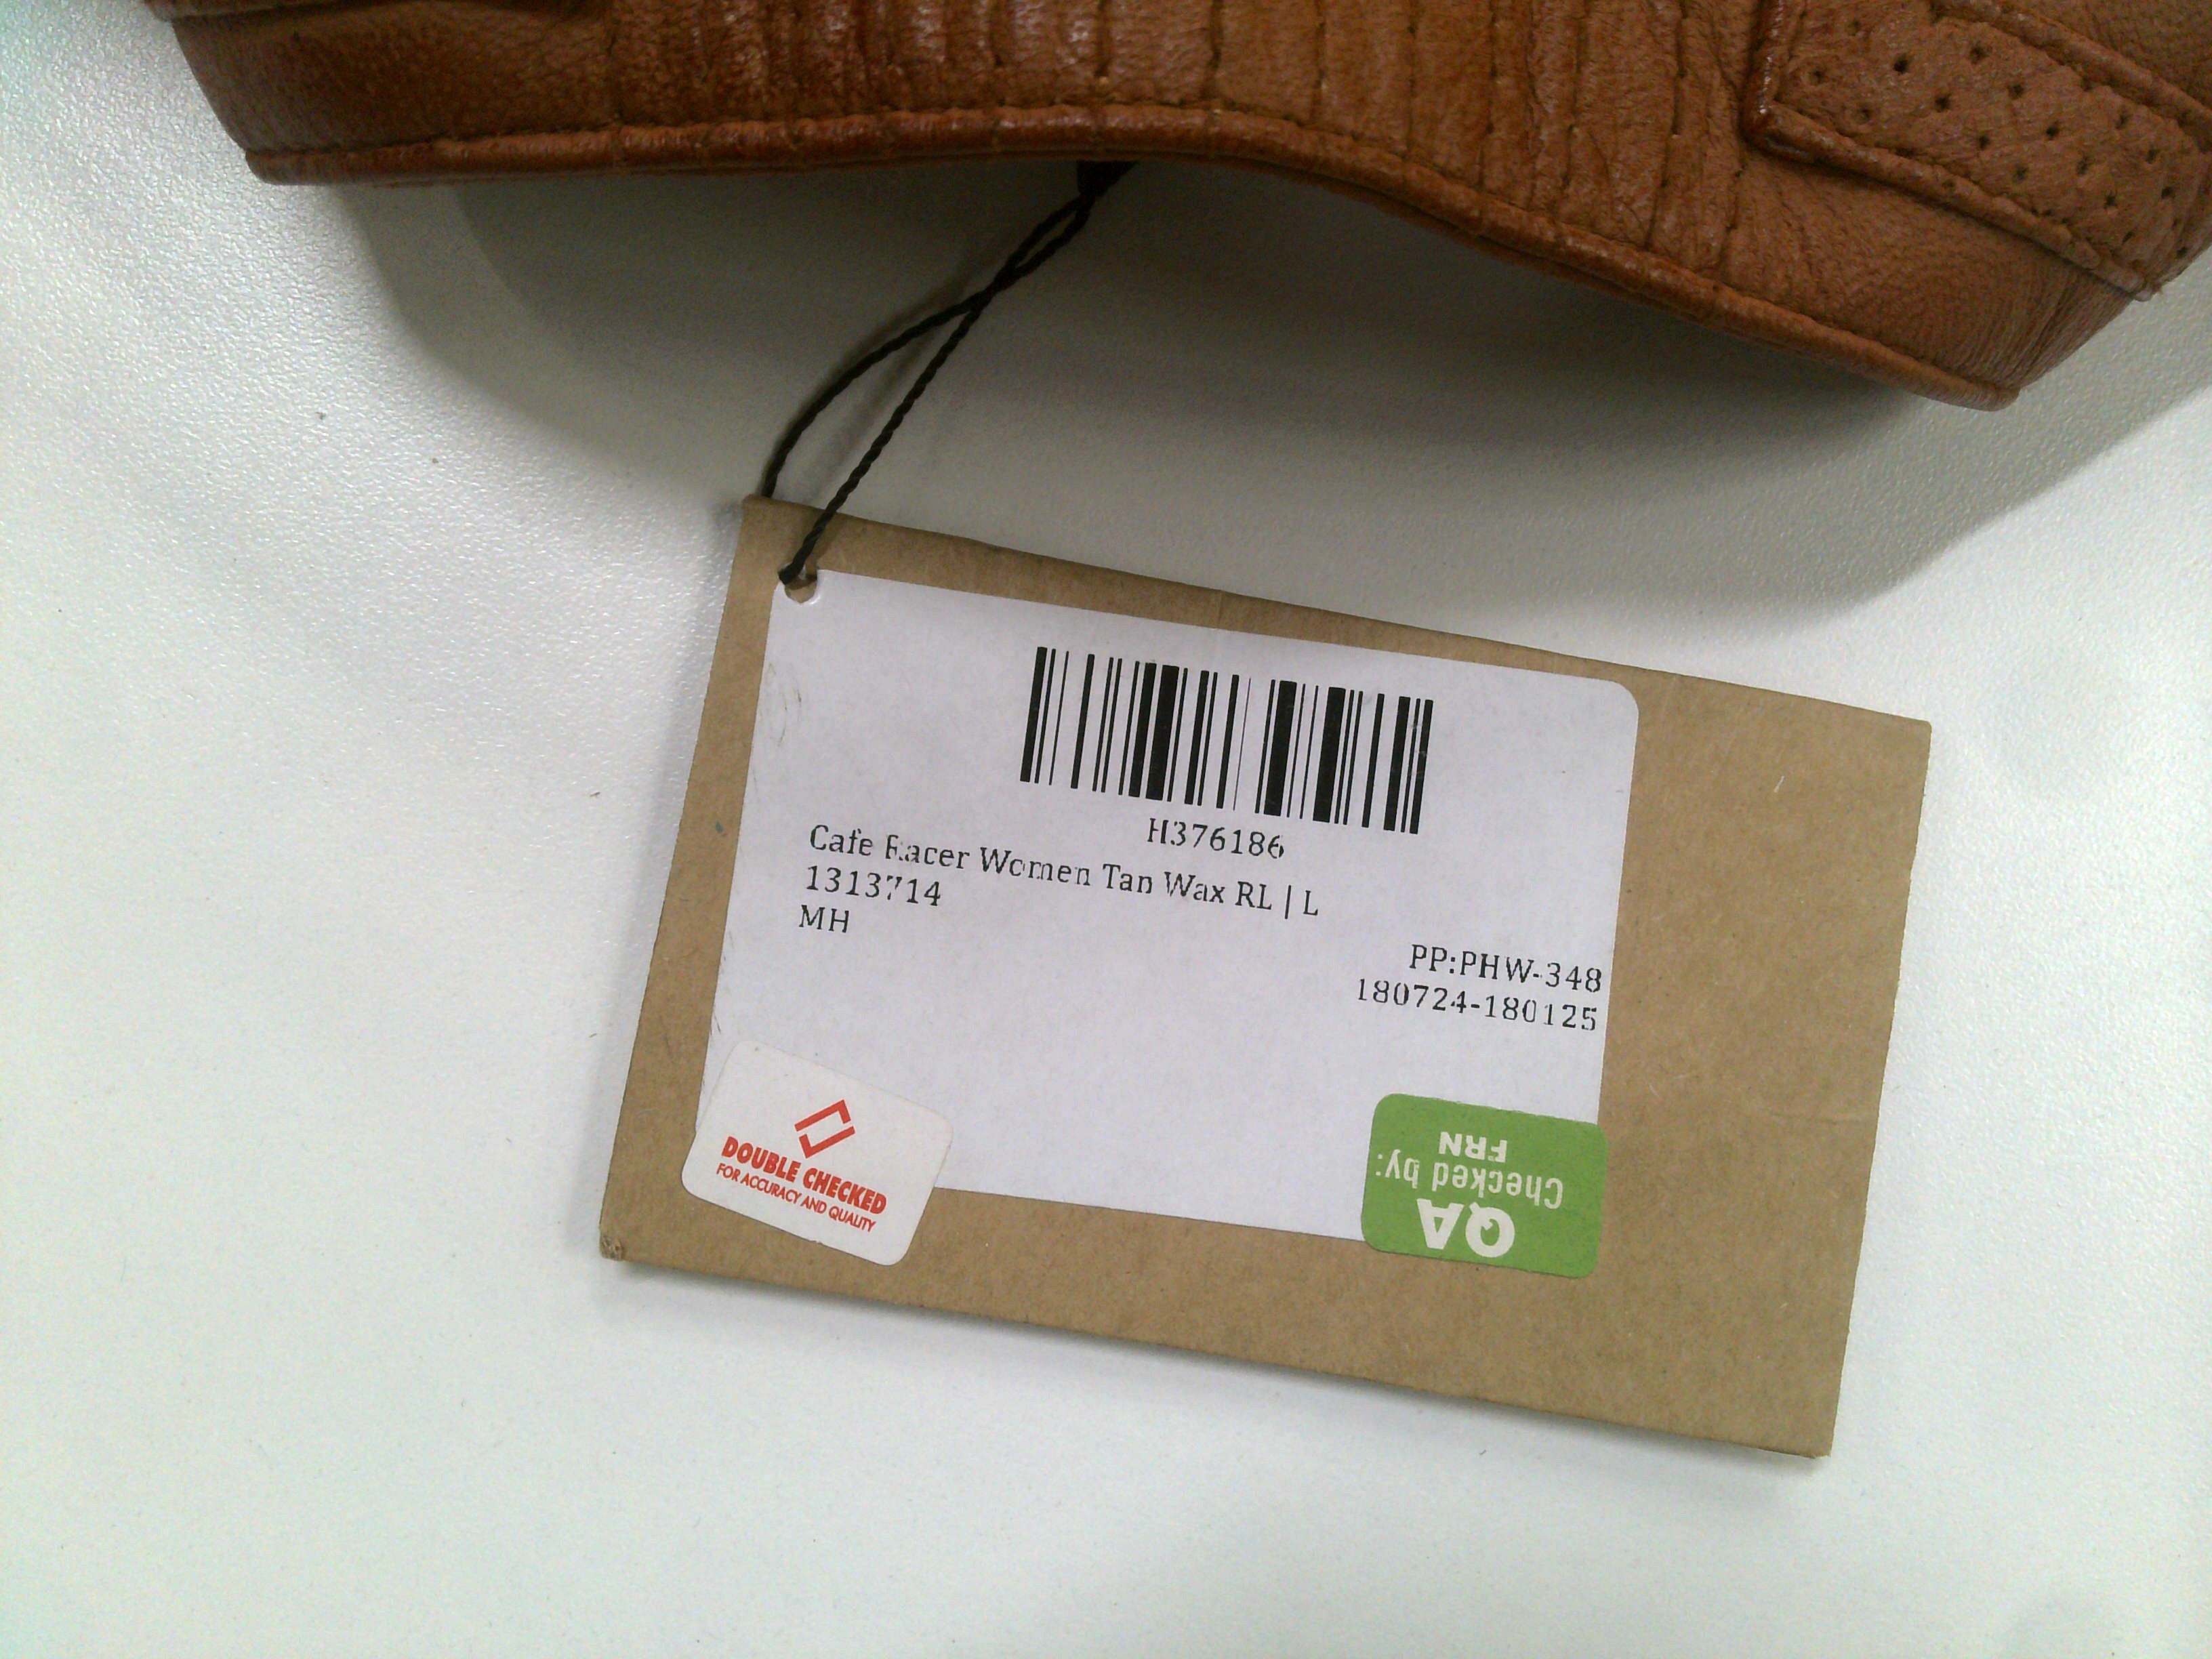 H376186
Cafe Racer Women Tan Wax RL | L
1313714
MH
PP:PHW-348
180724-180125
DOUBLE CHECKED
FOR ACCURACY AND QUALITY
QA
Checked by:
FRN